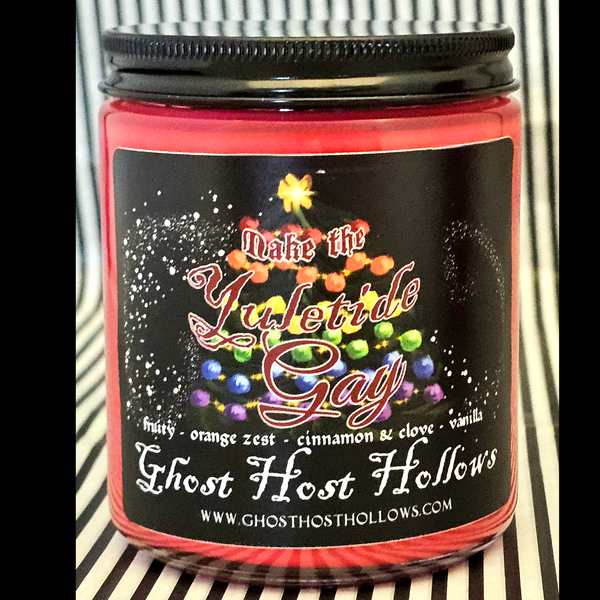 Make the
Yuletide
Gay
fruity - orange zest - cinnamon & clove - vanilla
Ghost Host Hollows
WWW.GHOSTHOSTHOLLOWS.COM